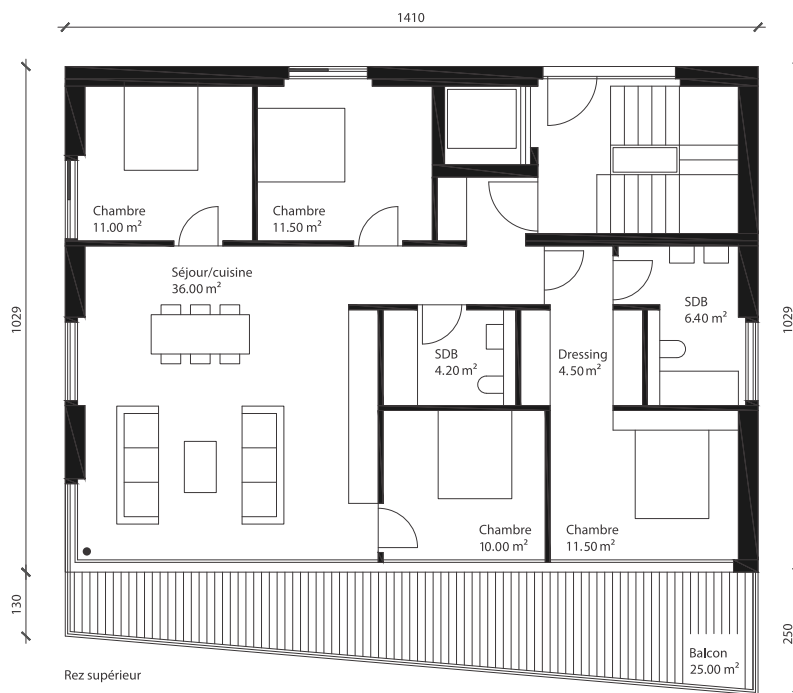 1410
Chambre
11.00 m²
Chambre
11.50 m²
Séjour/cuisine
36.00 m²
SDB
6.40 m²
1029
1029
SDB
4.20 m²
Dressing
4.50 m²
Chambre
10.00 m²
Chambre
11.50 m²
130
250
Balcon
25.00 m²
Rez supérieur